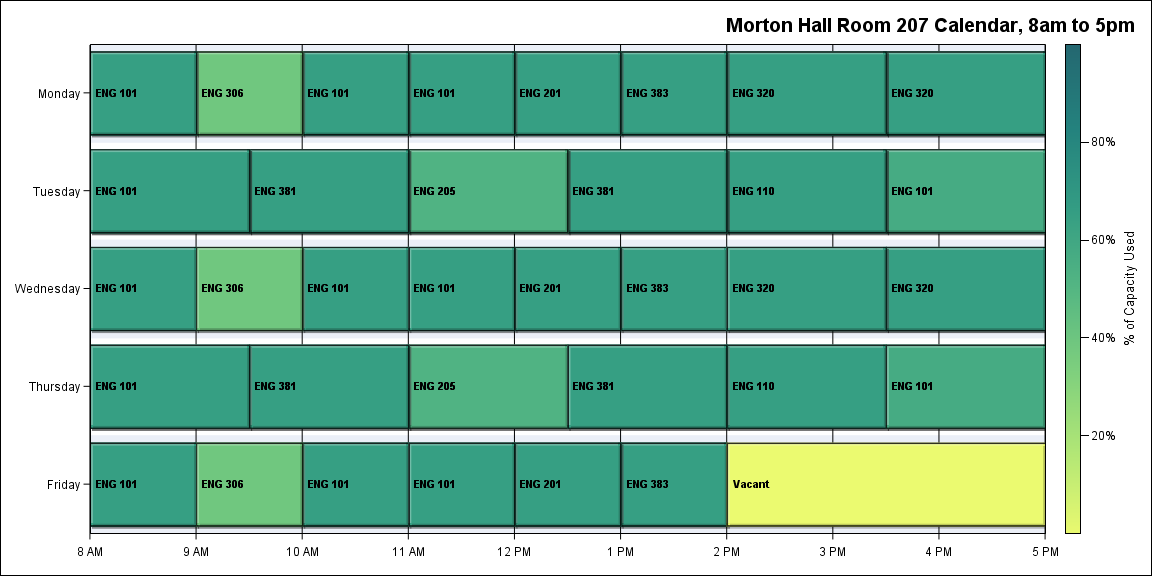 Morton Hall Room 207 Calendar, 8am to 5pm
Monday
ENG 101
ENG 306
ENG 101
ENG 101
ENG 201
ENG 383
ENG 320
ENG 320
Tuesday
ENG 101
ENG 381
ENG 205
ENG 381
ENG 110
ENG 101
Wednesday
ENG 101
ENG 306
ENG 101
ENG 101
ENG 201
ENG 383
ENG 320
ENG 320
Thursday
ENG 101
ENG 381
ENG 205
ENG 381
ENG 110
ENG 101
Friday
ENG 101
ENG 306
ENG 101
ENG 101
ENG 201
ENG 383
Vacant
8 AM
9 AM
10 AM
11 AM
12 PM
1 PM
2 PM
3 PM
4 PM
5 PM
80%
60%
40%
20%
% of Capacity Used